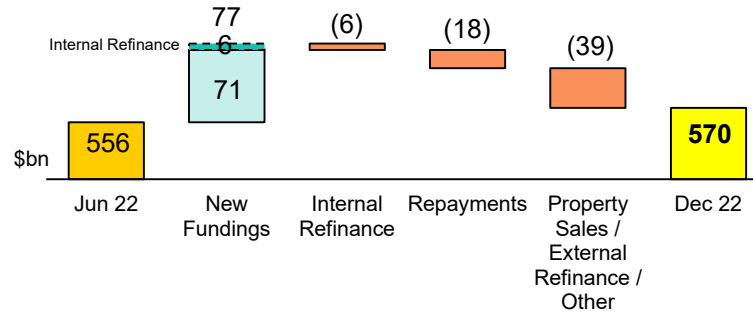 77
(6)
(18)
(39)
Internal Refinance
6
71
556
570
$bn
Jun 22
New
Fundings
Internal
Refinance
Repayments
Property
Sales /
External
Refinance /
Other
Dec 22